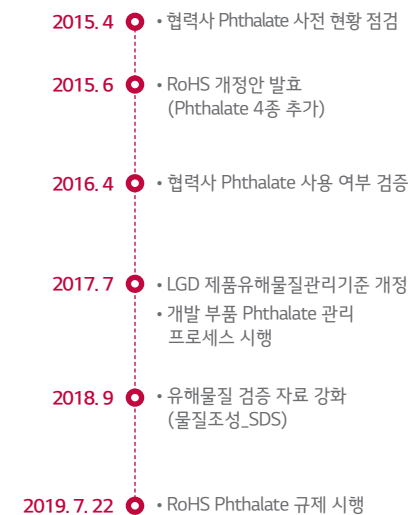 2015. 4 • 협력사 Phthalate 사전 현황 점검
2015. 6 • RoHS 개정안 발효
(Phthalate 4종 추가)
2016. 4 • 협력사 Phthalate 사용 여부 검증
2017. 7 • LGD 제품유해물질관리기준 개정
• 개발 부품 Phthalate 관리
프로세스 시행
2018. 9 • 유해물질 검증 자료 강화
(물질조성_SDS)
2019. 7. 22 • RoHS Phthalate 규제 시행